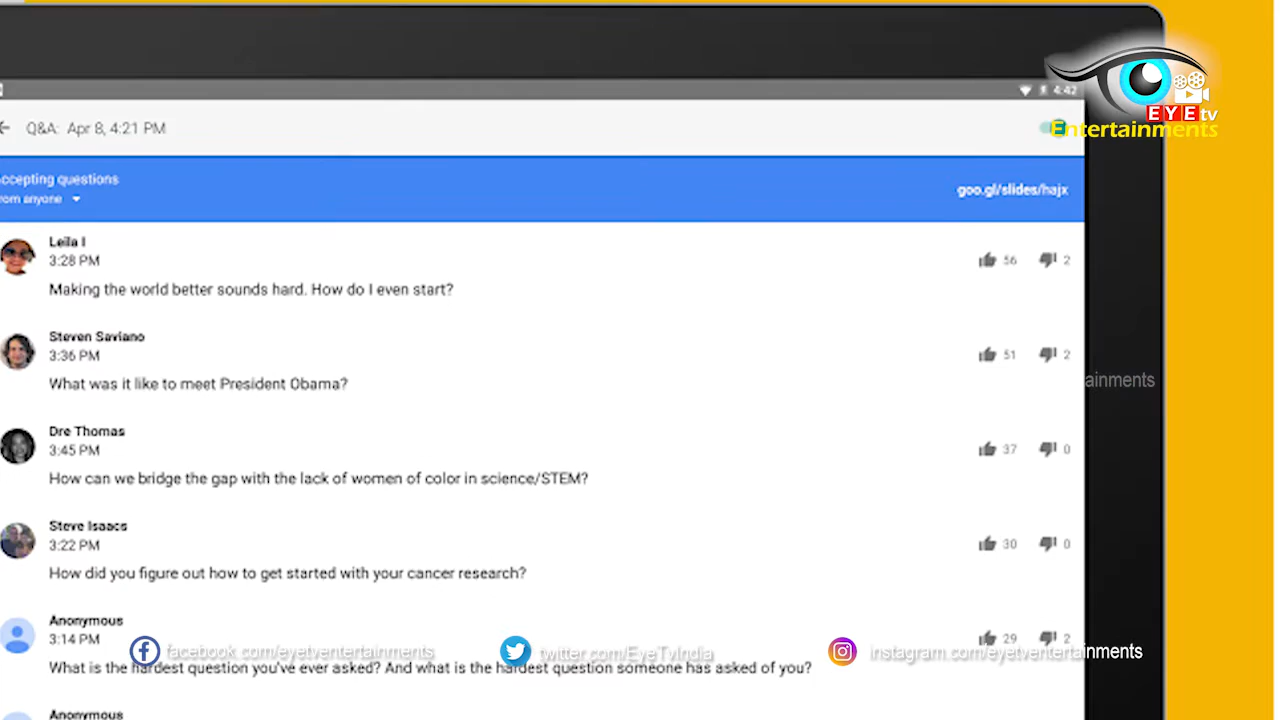 4:42
Q&A: Apr 8, 4:21 PM
EYE tv
Entertainments
ccepting questions
rom anyone
goo.gl/slides/hajx
Leila I
3:28 PM
56
2
Making the world better sounds hard. How do I even start?
Steven Saviano
3:36 PM
51
2
What was it like to meet President Obama?
ainments
Dre Thomas
3:45 PM
37
0
How can we bridge the gap with the lack of women of color in science/STEM?
Steve Isaacs
3:22 PM
30
0
How did you figure out how to get started with your cancer research?
Anonymous
3:14 PM
29
2
facebook.com/eyetventertainments
twitter.com/EyeTvIndia
instagram.com/eyetventertainments
What is the hardest question you've ever asked? And what is the hardest question someone has asked of you?
Anonymous